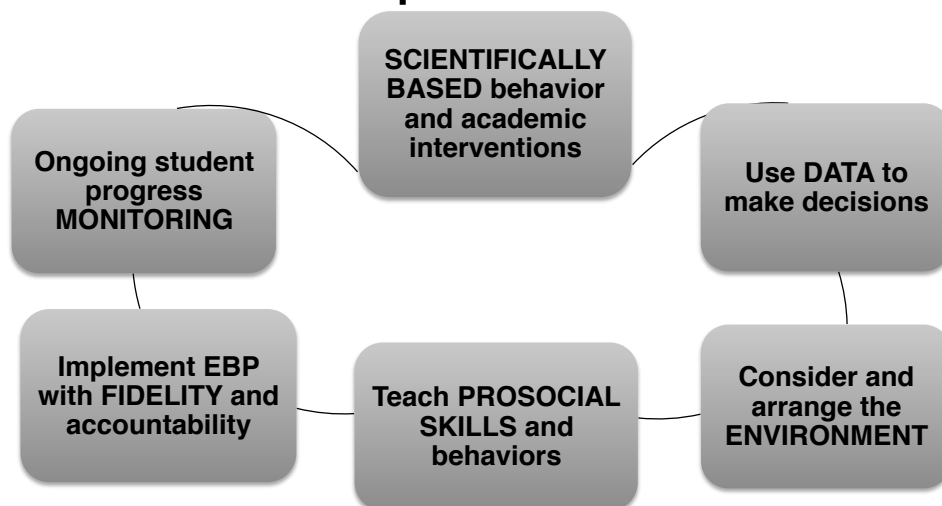 SCIENTIFICALLY
BASED behavior
and academic
interventions
Use DATA to
make decisions
Consider and
arrange the
ENVIRONMENT
Teach PROSOCIAL
SKILLS and
behaviors
Implement EBP
with FIDELITY and
accountability
Ongoing student
progress
MONITORING